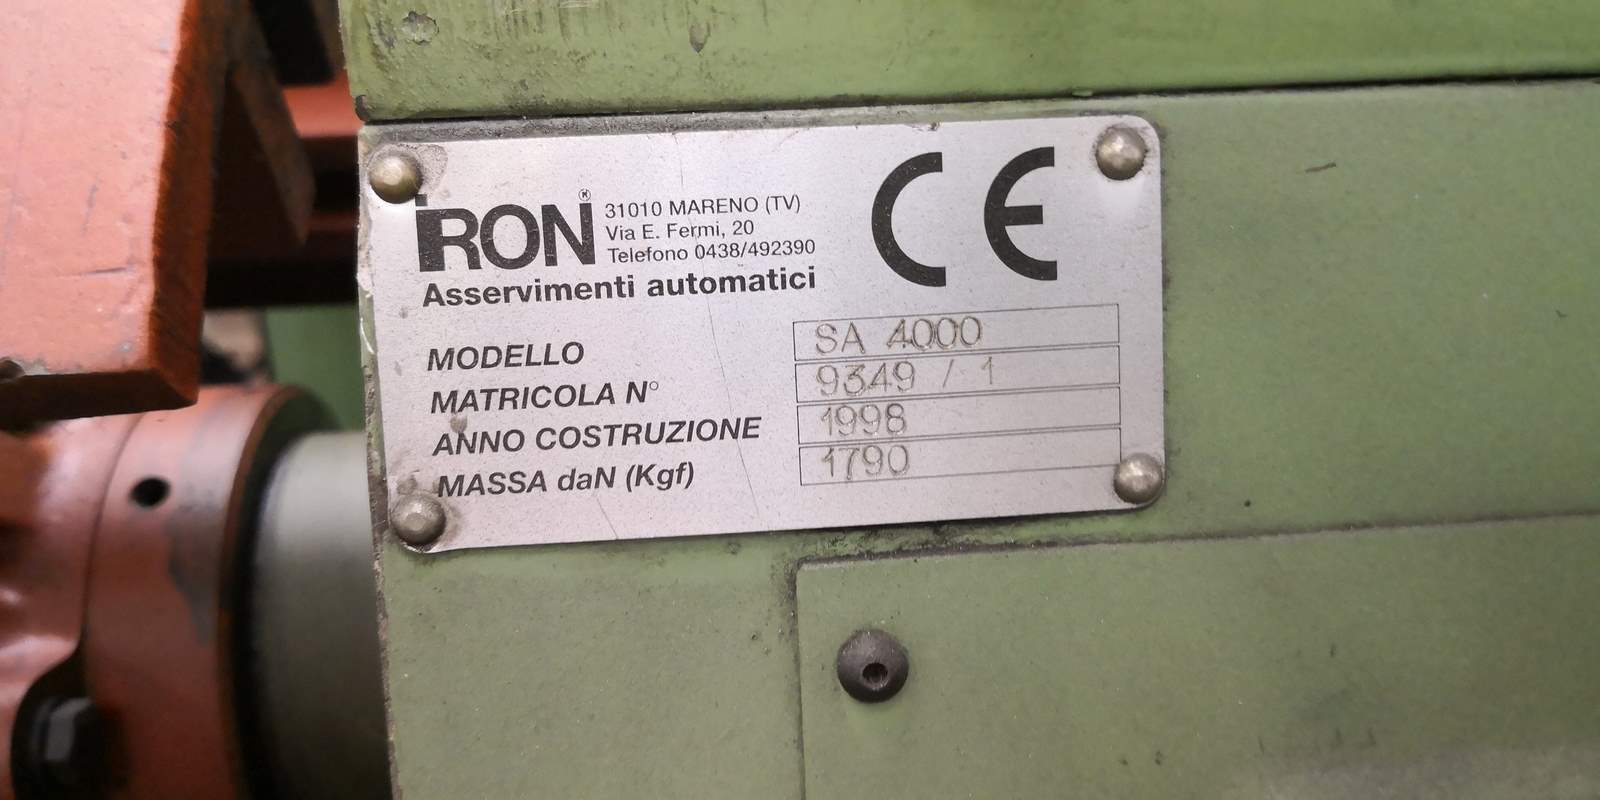 iRON®
31010 MARENO (TV)
Via E. Fermi, 20
Telefono 0438/492390
Asservimenti automatici
CE
MODELLO SA 4000
MATRICOLA N° 9349 / 1
ANNO COSTRUZIONE 1998
MASSA daN (Kgf) 1790